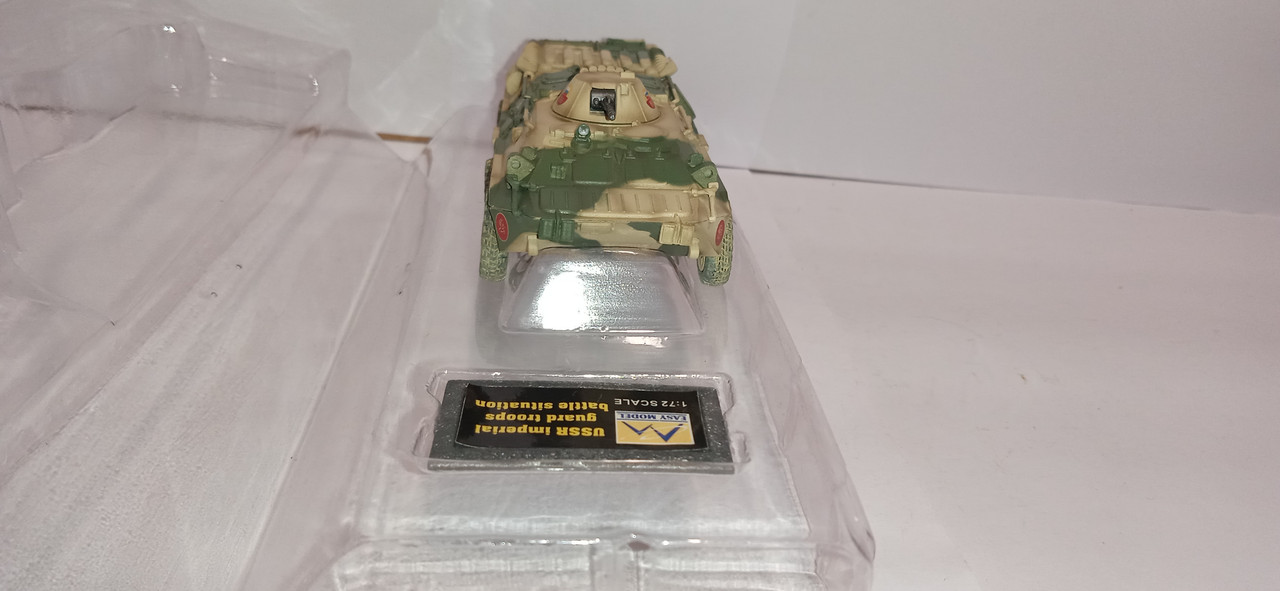 EASY MODEL
1:72 SCALE
USSR imperial
guard troops
battle situation